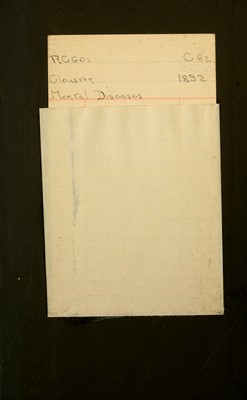 RC601 C62
Clouston 1892
Mental Diseases